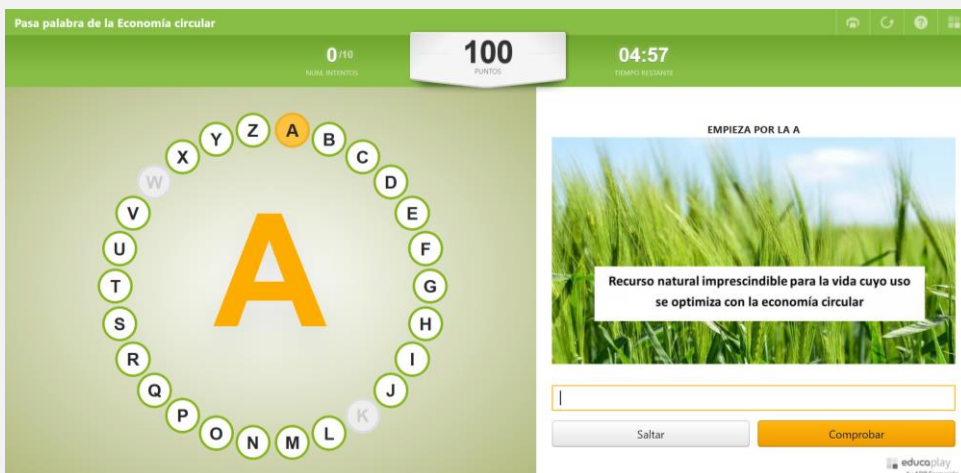 Pasa palabra de la Economía circular
0/10
NUM. INTENTOS
100
PUNTOS
04:57
TIEMPO RESTANTE
A
B
C
D
E
F
G
H
I
J
K
L
M
N
O
P
Q
R
S
T
U
V
W
X
Y
Z
A
EMPIEZA POR LA A
Recurso natural imprescindible para la vida cuyo uso
se optimiza con la economía circular
Saltar
Comprobar
educaplay